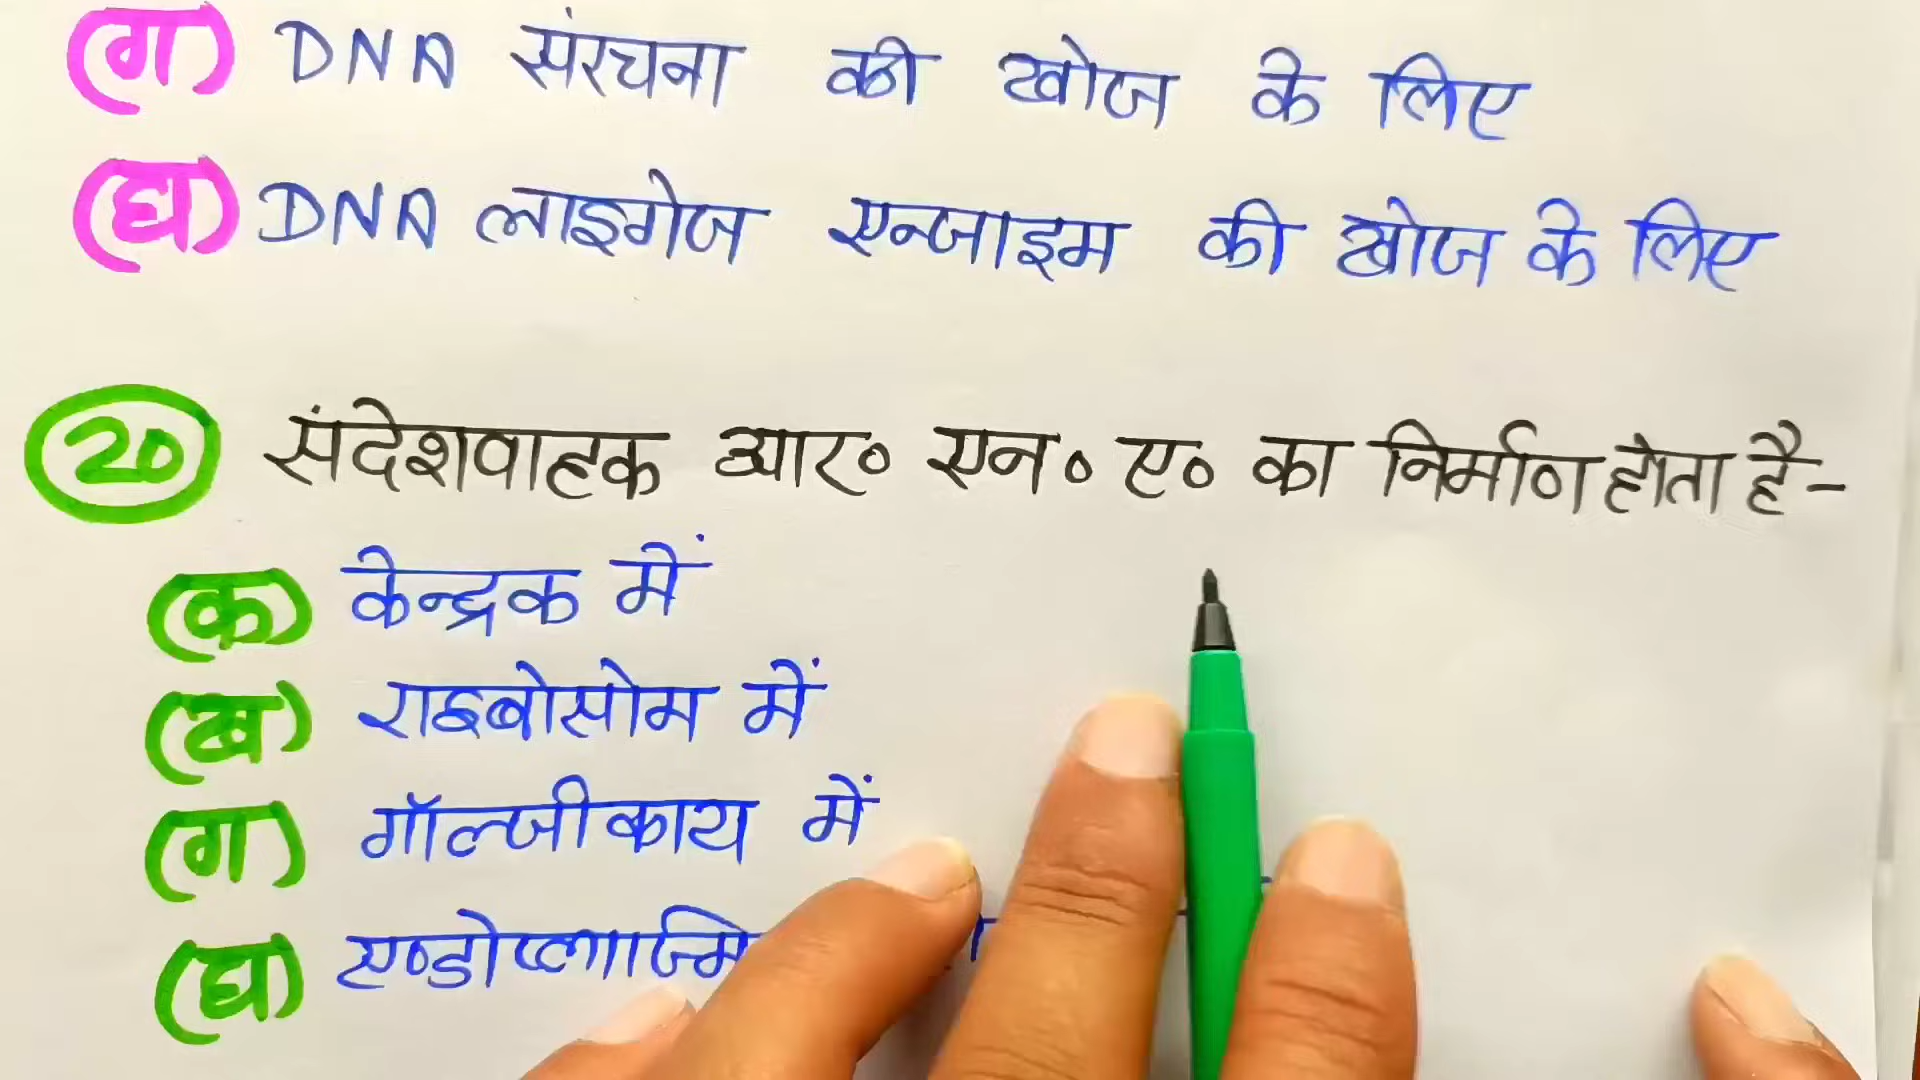 (ग) DNA संरचना की खोज के लिए
(घ) DNA लाइगेज एन्जाइम की खोज के लिए
20 संदेशवाहक आर० एन० ए० का निर्माण होता है-
(क) केन्द्रक में
(ख) राइबोसोम में
(ग) गॉल्जीकाय में
(घ)